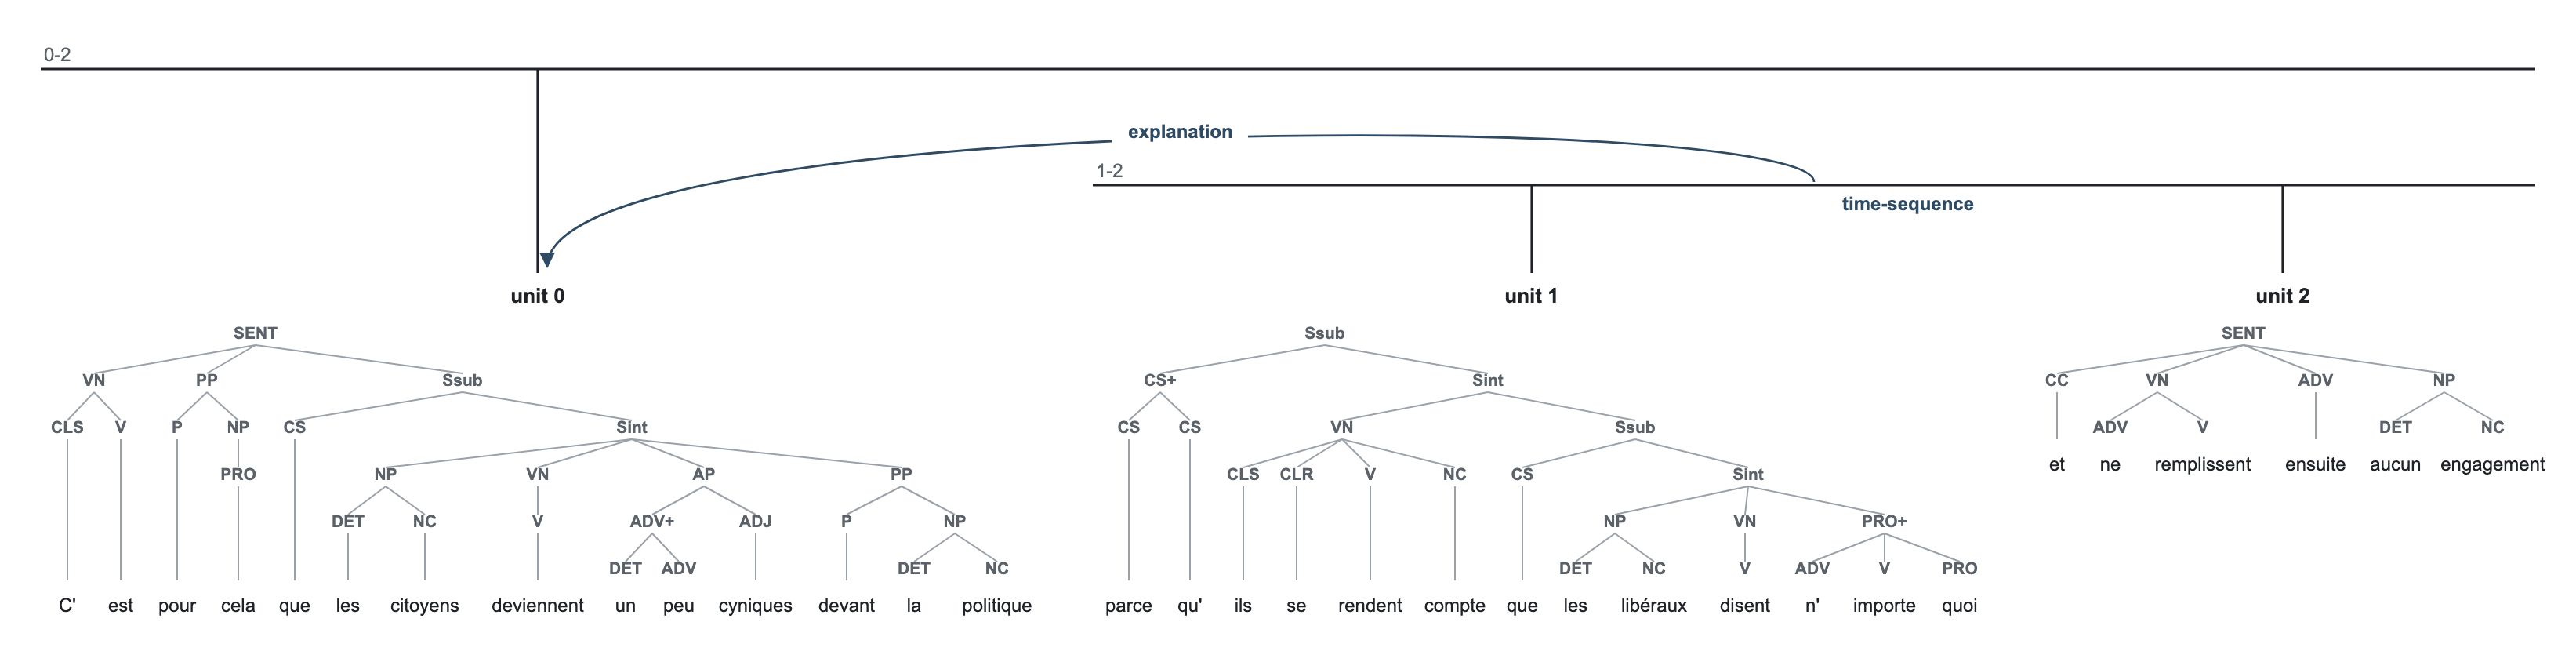 0-2
explanation
1-2
time-sequence
unit 0 unit 1 unit 2
SENT Ssub SENT
VN PP Ssub CS+ Sint CC VN ADV NP
CLS V P NP CS Sint CS CS VN Ssub ADV V DET NC
et ne remplissent ensuite aucun engagement
PRO NP VN AP PP CLS CLR V NC CS Sint
DET NC V ADV+ ADJ P NP NP VN PRO+
DET ADV DET NC DET NC V ADV V PRO
C' est pour cela que les citoyens deviennent un peu cyniques devant la politique parce qu' ils se rendent compte que les libéraux disent n' importe quoi